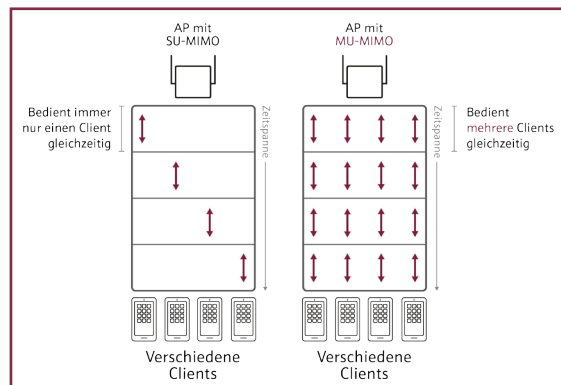 AP mit
SU-MIMO
AP mit
MU-MIMO
Bedient immer
nur einen Client
gleichzeitig
Zeitspanne
Zeitspanne
Bedient
mehrere Clients
gleichzeitig
Verschiedene
Clients
Verschiedene
Clients